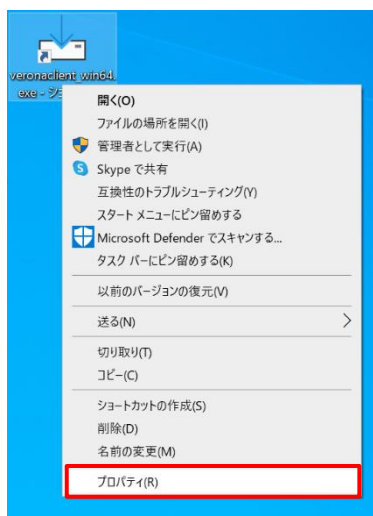 veronaclient_win64.
exe - シ
開く(O)
ファイルの場所を開く(I)
管理者として実行(A)
Skype で共有
互換性のトラブルシューティング(Y)
スタート メニューにピン留めする
Microsoft Defender でスキャンする...
タスク バーにピン留めする(K)
以前のバージョンの復元(V)
送る(N)
切り取り(T)
コピー(C)
ショートカットの作成(S)
削除(D)
名前の変更(M)
プロパティ(R)